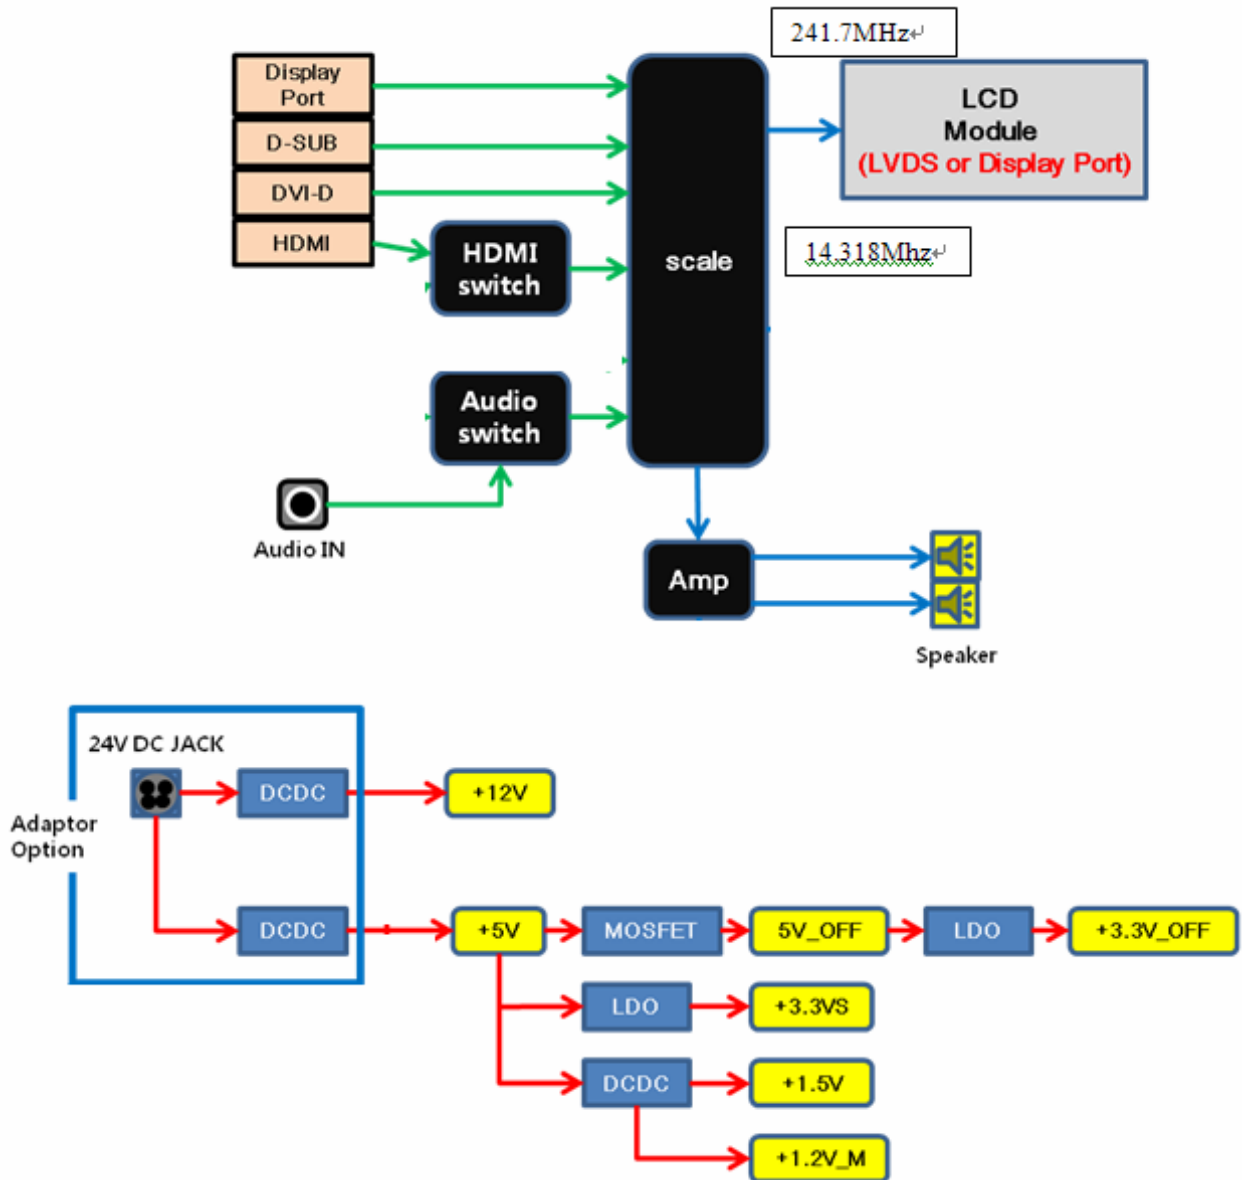 241.7MHz↵
Display
Port
D-SUB
DVI-D
HDMI
LCD
Module
(LVDS or Display Port)
HDMI
switch
scale
14.318Mhz↵
Audio
switch
Audio IN
Amp
Speaker
24V DC JACK
DCDC
+12V
Adaptor
Option
DCDC
+5V
MOSFET
5V_OFF
LDO
+3.3V_OFF
LDO
+3.3VS
DCDC
+1.5V
+1.2V_M